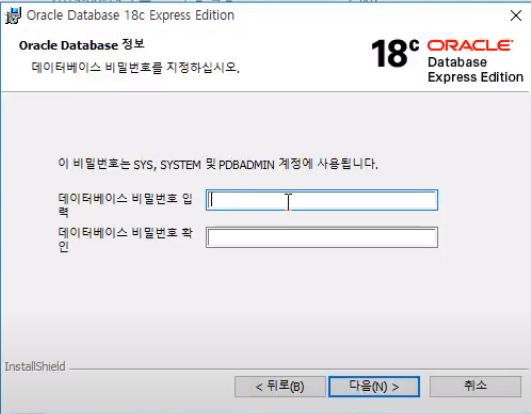 Oracle Database 18c Express Edition
Oracle Database 정보
데이터베이스 비밀번호를 지정하십시오.
18c ORACLE
Database
Express Edition
이 비밀번호는 SYS, SYSTEM 및 PDBADMIN 계정에 사용됩니다.
데이터베이스 비밀번호 입
력
데이터베이스 비밀번호 확
인
InstallShield
< 뒤로(B)
다음(N) >
취소